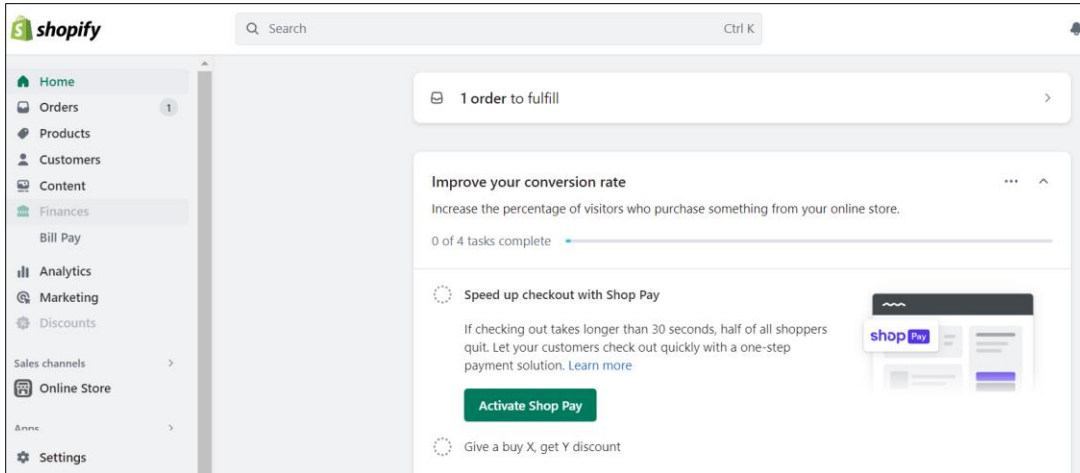 shopify
Search
Ctrl K
Home
Orders
1
Products
Customers
Content
Finances
Bill Pay
Analytics
Marketing
Discounts
Sales channels
Online Store
Apps
Settings
1 order to fulfill
Improve your conversion rate
Increase the percentage of visitors who purchase something from your online store.
0 of 4 tasks complete
Speed up checkout with Shop Pay
If checking out takes longer than 30 seconds, half of all shoppers
quit. Let your customers check out quickly with a one-step
payment solution. Learn more
shop Pay
Activate Shop Pay
Give a buy X, get Y discount